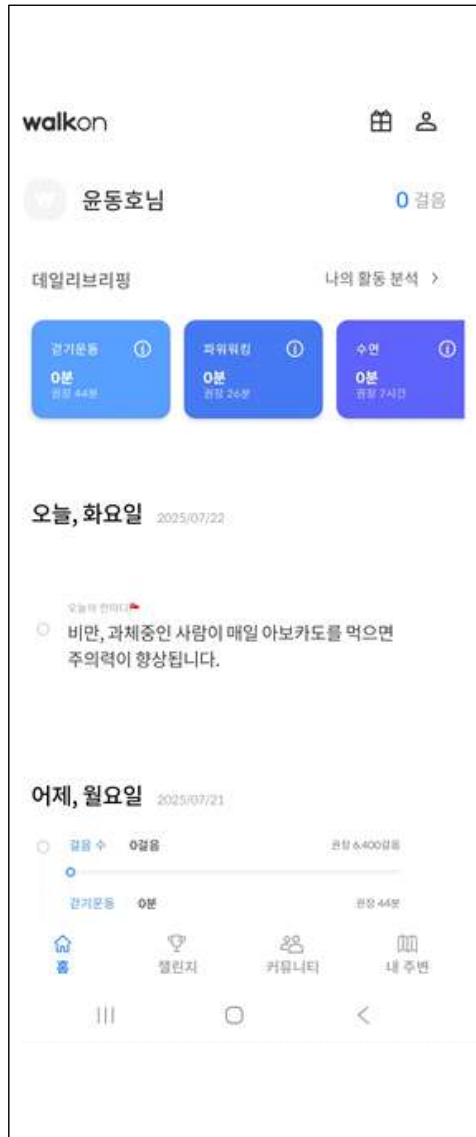 walkon
윤동호님
0 걸음
데일리브리핑
나의 활동 분석 >
걷기운동
0분
권장 44분
파워워킹
0분
권장 26분
수면
0분
권장 7시간
오늘, 화요일 2025/07/22
오늘의 한마디
비만, 과체중인 사람이 매일 아보카도를 먹으면
주의력이 향상됩니다.
어제, 월요일 2025/07/21
걸음 수 0걸음 권장 6,400걸음
걷기운동 0분 권장 44분
홈 챌린지 커뮤니티 내 주변